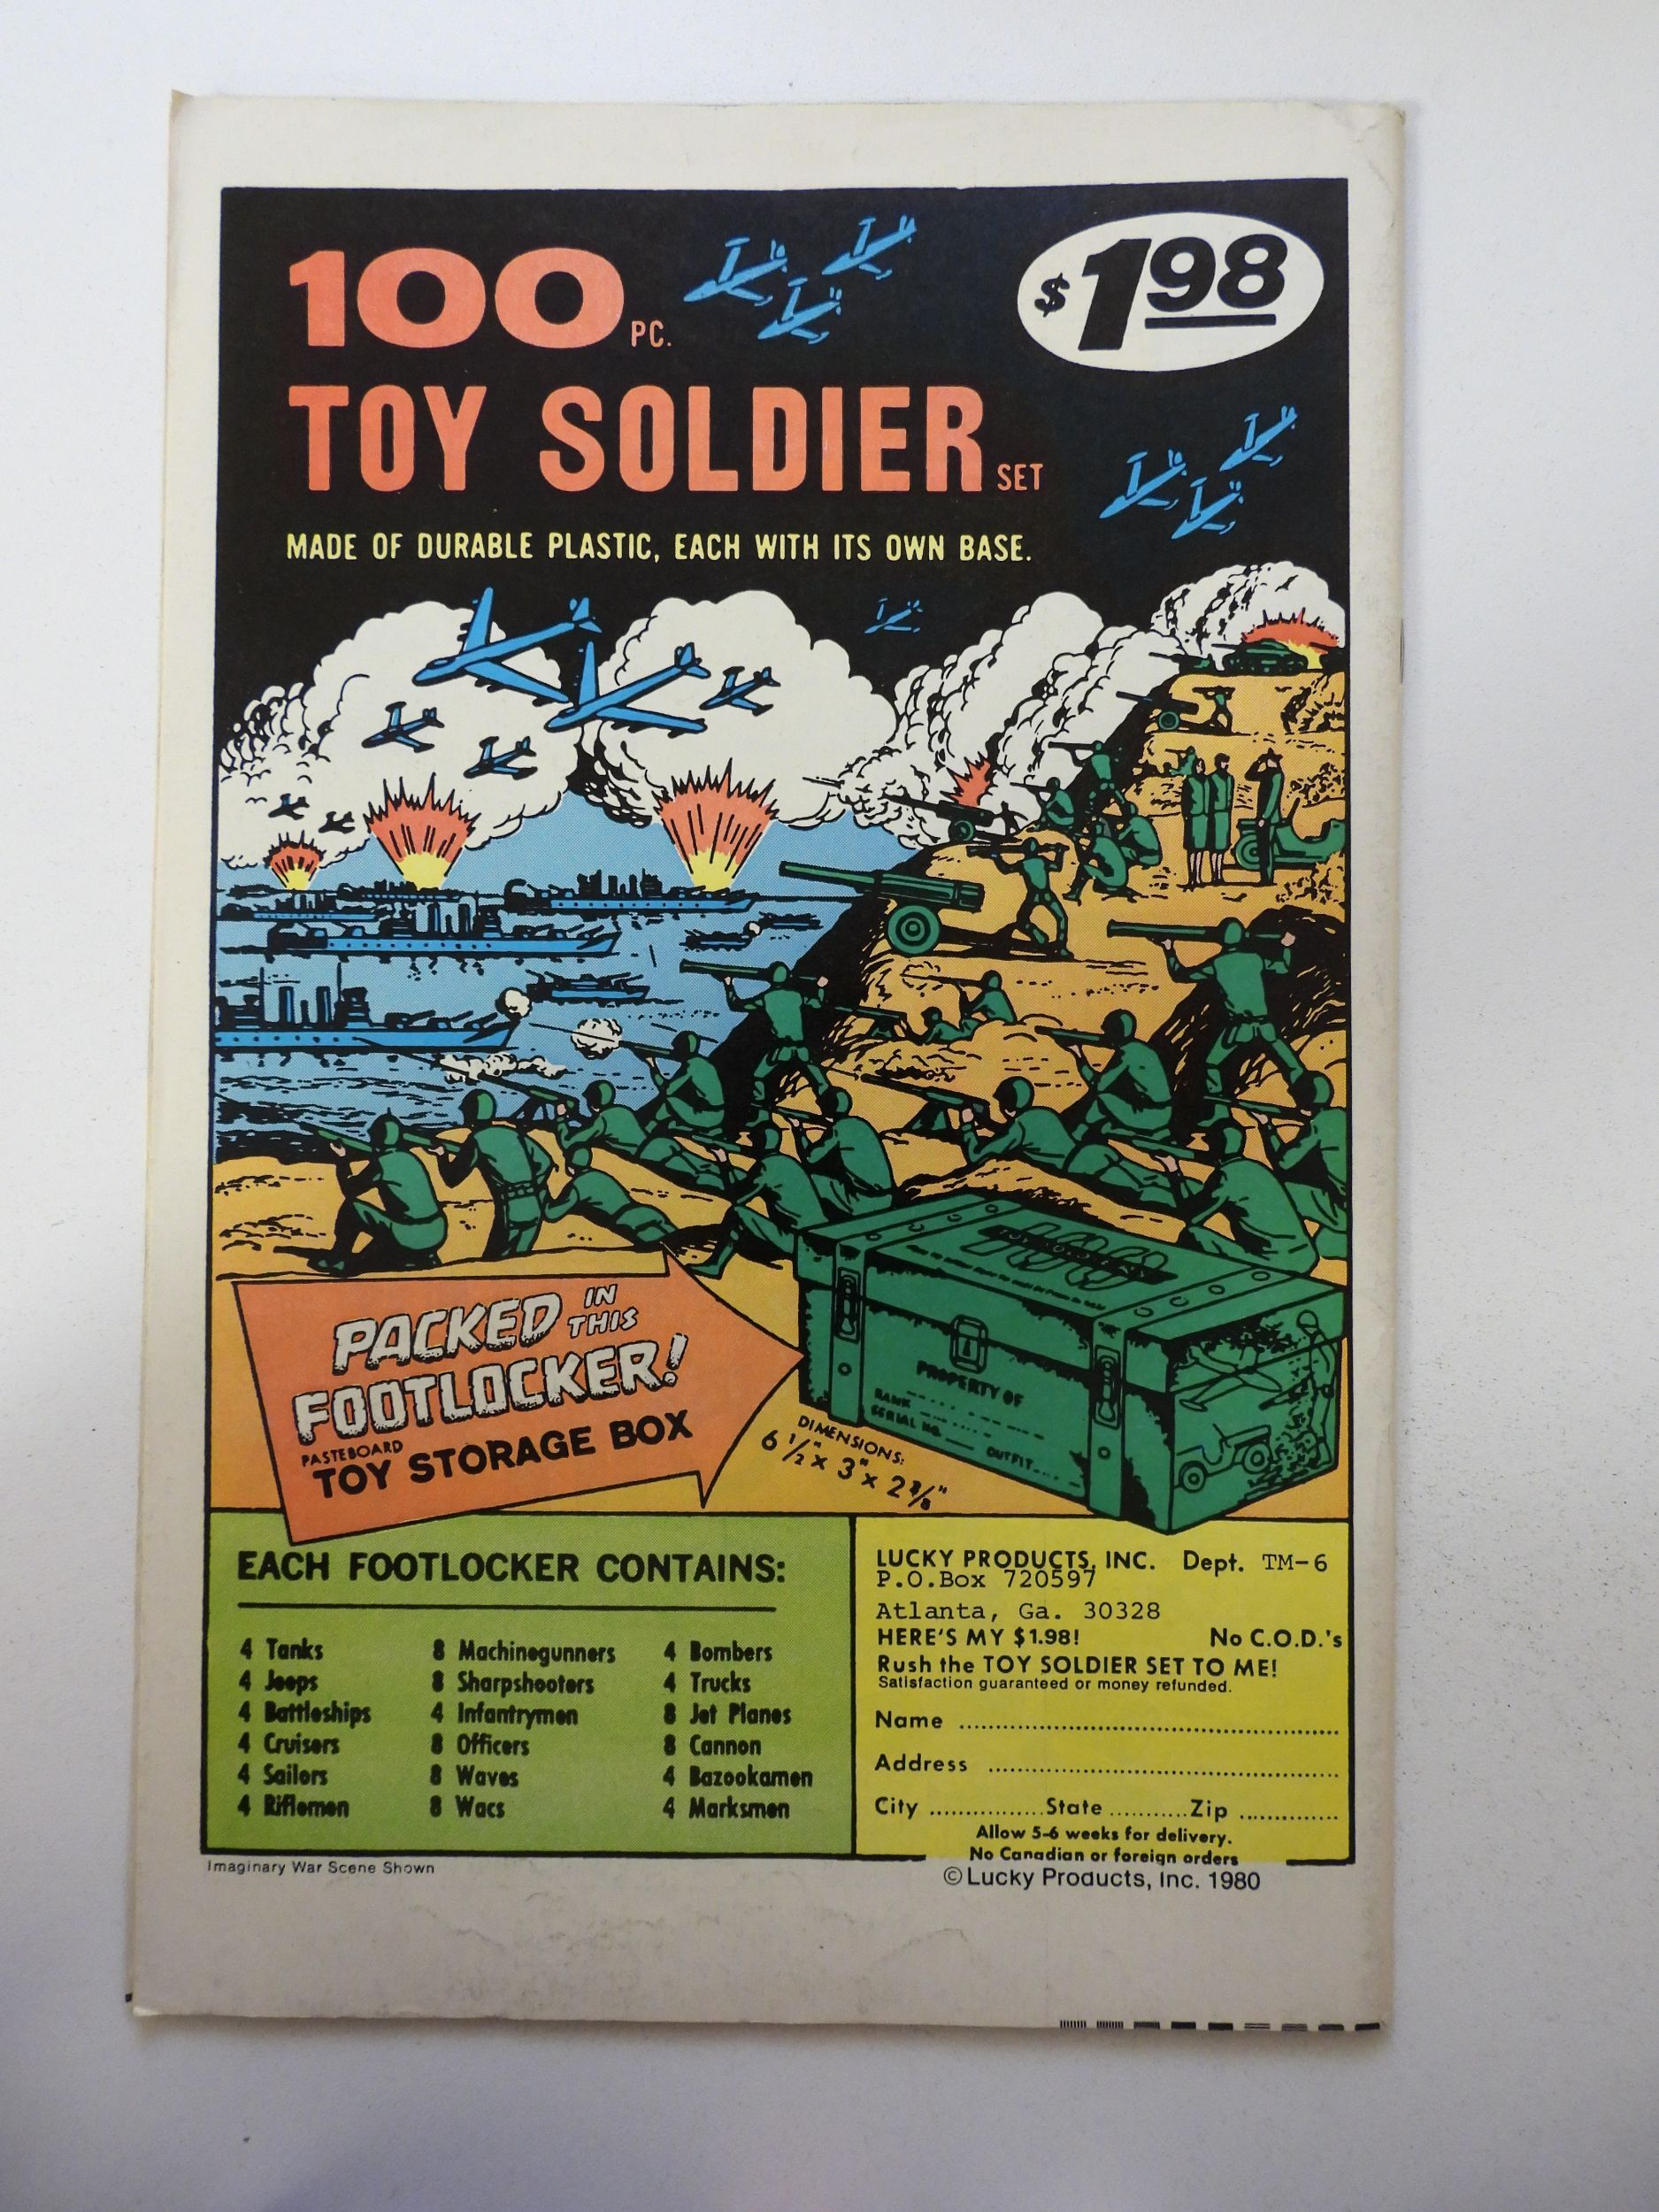 100 PC.
$1.98
TOY SOLDIER SET
MADE OF DURABLE PLASTIC, EACH WITH ITS OWN BASE.
PACKED IN THIS
FOOTLOCKER!
PASTEBOARD
TOY STORAGE BOX
DIMENSIONS:
6 1/2" x 3" x 2 3/8"
100
PROPERTY OF
RANK
SERIAL NO.
OUTFIT
EACH FOOTLOCKER CONTAINS:
4 Tanks 8 Machinegunners 4 Bombers
4 Jeeps 8 Sharpshooters 4 Trucks
4 Battleships 4 Infantrymen 8 Jet Planes
4 Cruisers 8 Officers 8 Cannon
4 Sailors 8 Waves 4 Bazookamen
4 Riflemen 8 Wacs 4 Marksmen
LUCKY PRODUCTS, INC. Dept. TM-6
P.O.Box 720597
Atlanta, Ga. 30328
HERE'S MY $1.98! No C.O.D.'s
Rush the TOY SOLDIER SET TO ME!
Satisfaction guaranteed or money refunded.
Name
Address
City State Zip
Allow 5-6 weeks for delivery.
No Canadian or foreign orders
Imaginary War Scene Shown
© Lucky Products, Inc. 1980